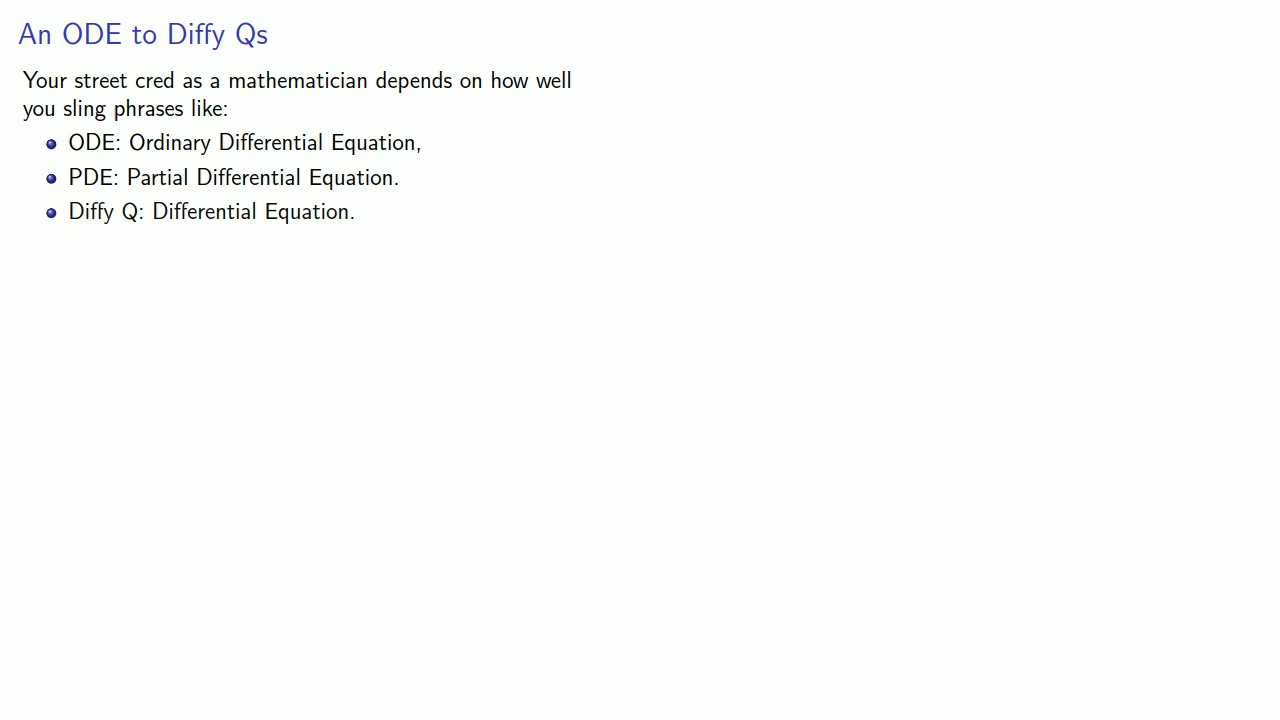 An ODE to Diffy Qs
Your street cred as a mathematician depends on how well
you sling phrases like:
ODE: Ordinary Differential Equation,
PDE: Partial Differential Equation.
Diffy Q: Differential Equation.